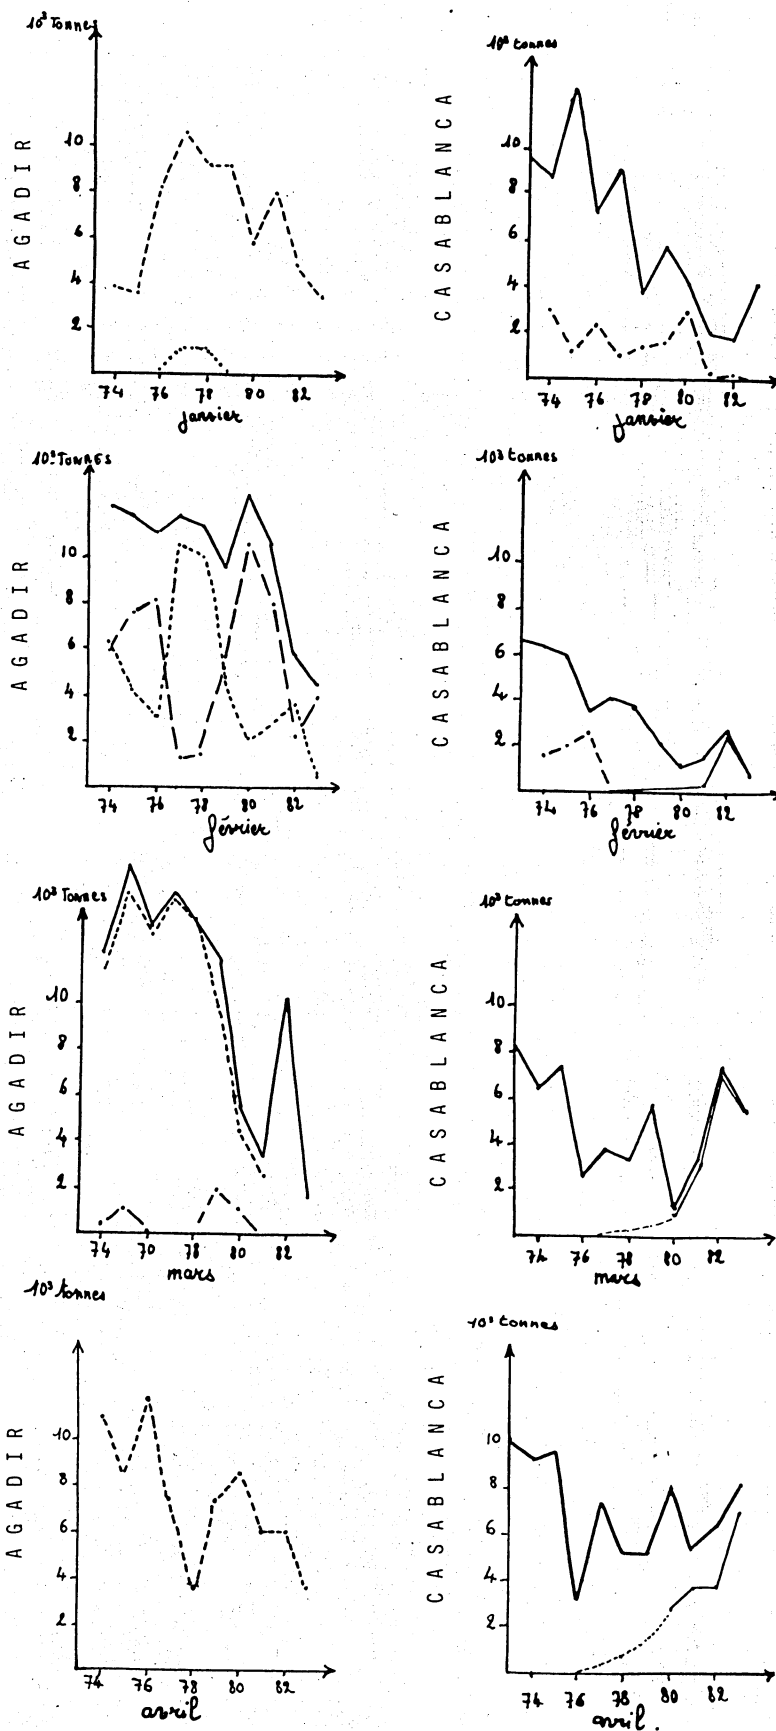 10³ Tonne
AGADIR
10
8
6
4
2
74 76 78 80 82
janvier
10³ tonnes
CASABLANCA
10
8
6
4
2
74 76 78 80 82
janvier
10³ TONNES
AGADIR
10
8
6
4
2
74 76 78 80 82
février
10³ tonnes
CASABLANCA
10
8
6
4
2
74 76 78 80 82
février
10³ Tonnes
AGADIR
10
8
6
4
2
74 70 78 80 82
mars
10³ tonnes
CASABLANCA
10
8
6
4
2
74 76 78 80 82
mars
10³ tonnes
AGADIR
10
8
6
4
2
74 76 78 80 82
avril
10³ tonnes
CASABLANCA
10
8
6
4
2
74 76 78 80 82
avril.